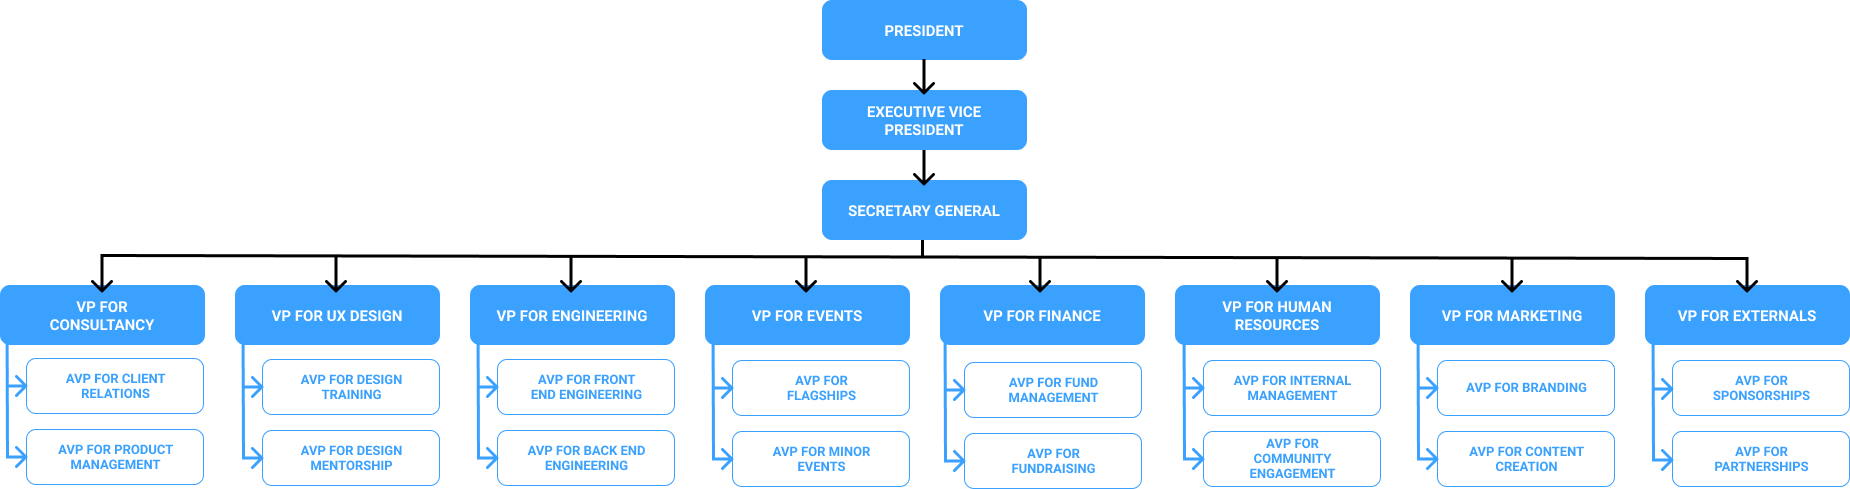 PRESIDENT
EXECUTIVE VICE
PRESIDENT
SECRETARY GENERAL
VP FOR
CONSULTANCY
AVP FOR CLIENT
RELATIONS
AVP FOR PRODUCT
MANAGEMENT
VP FOR UX DESIGN
AVP FOR DESIGN
TRAINING
AVP FOR DESIGN
MENTORSHIP
VP FOR ENGINEERING
AVP FOR FRONT
END ENGINEERING
AVP FOR BACK END
ENGINEERING
VP FOR EVENTS
AVP FOR
FLAGSHIPS
AVP FOR MINOR
EVENTS
VP FOR FINANCE
AVP FOR FUND
MANAGEMENT
AVP FOR
FUNDRAISING
VP FOR HUMAN
RESOURCES
AVP FOR INTERNAL
MANAGEMENT
AVP FOR
COMMUNITY
ENGAGEMENT
VP FOR MARKETING
AVP FOR BRANDING
AVP FOR CONTENT
CREATION
VP FOR EXTERNALS
AVP FOR
SPONSORSHIPS
AVP FOR
PARTNERSHIPS